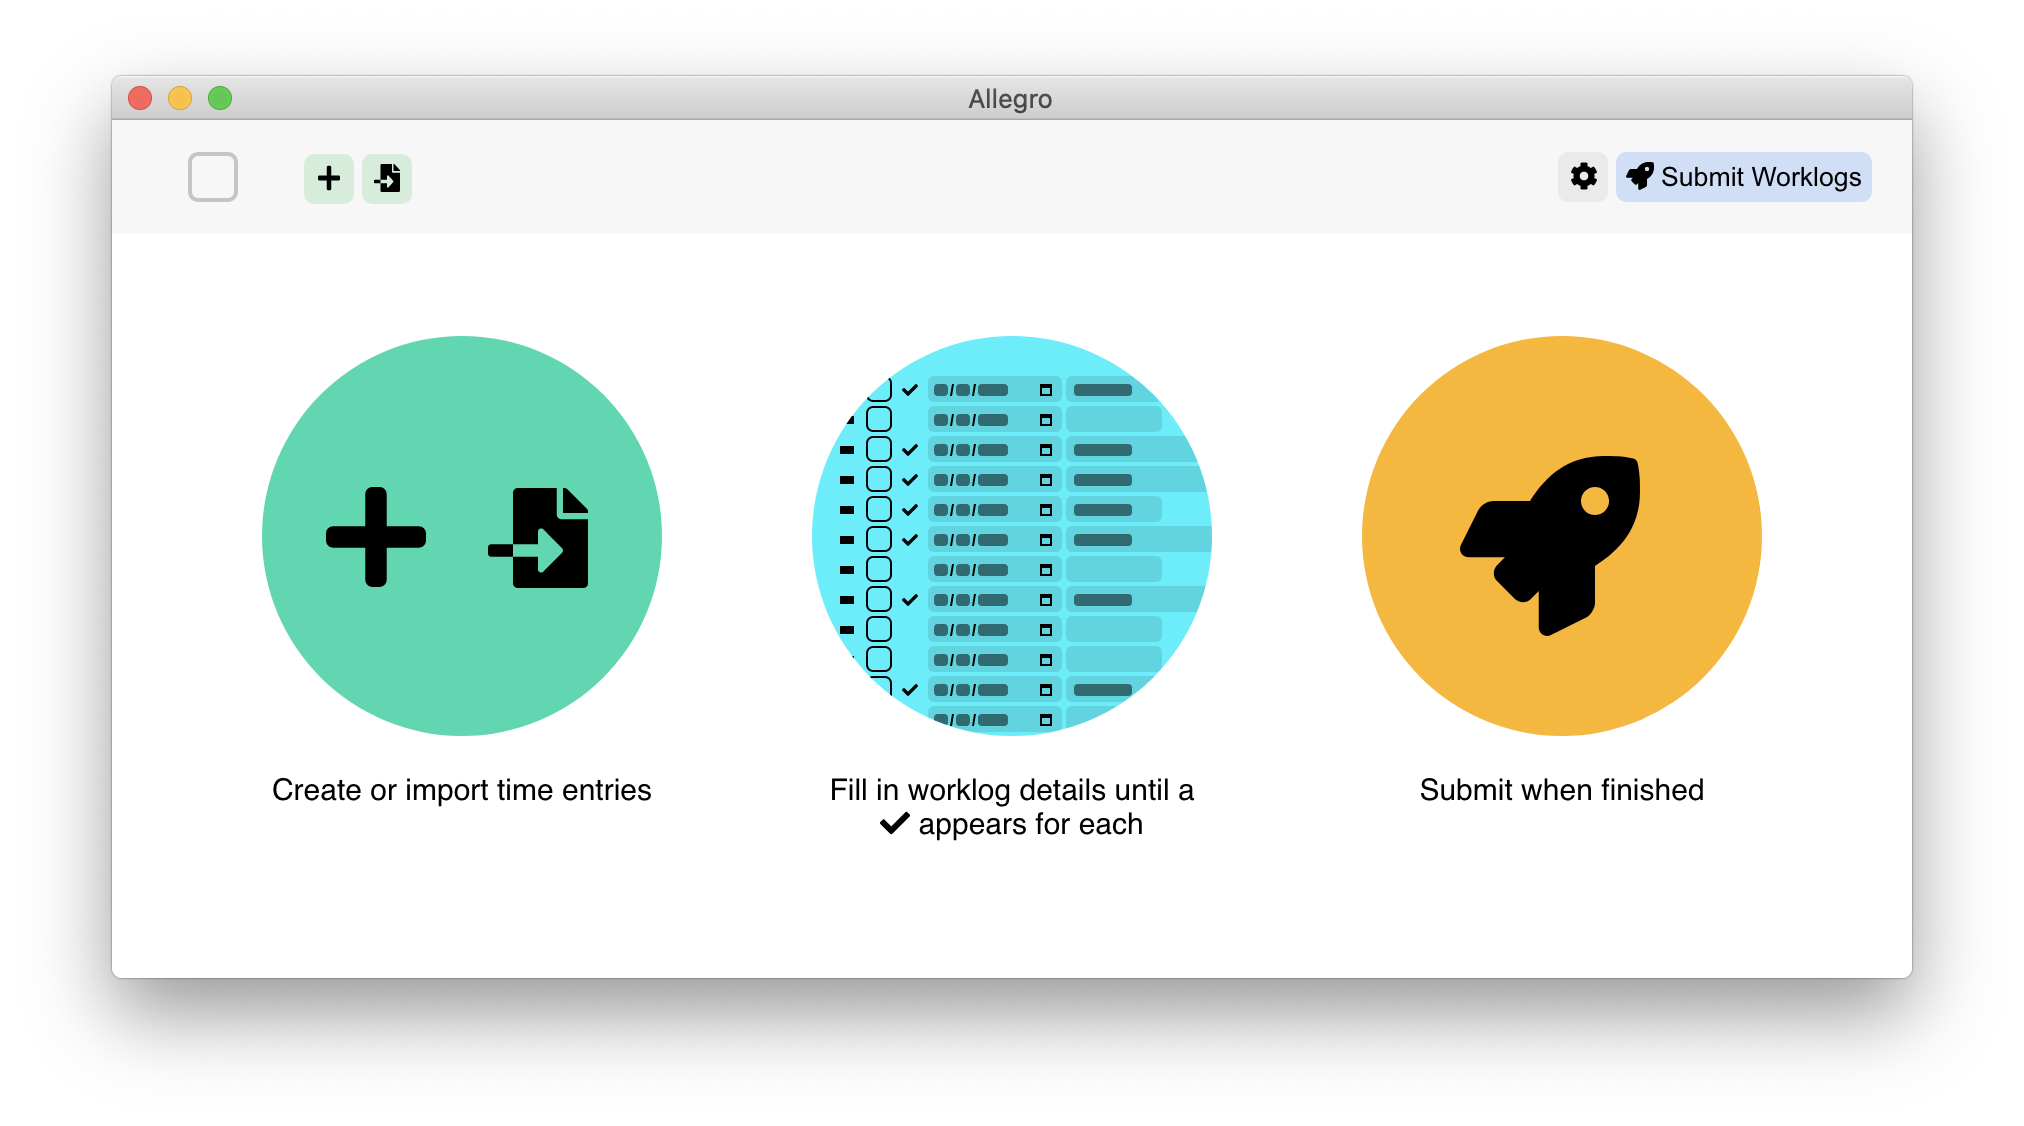 Allegro
Submit Worklogs
Create or import time entries
Fill in worklog details until a
✔ appears for each
Submit when finished